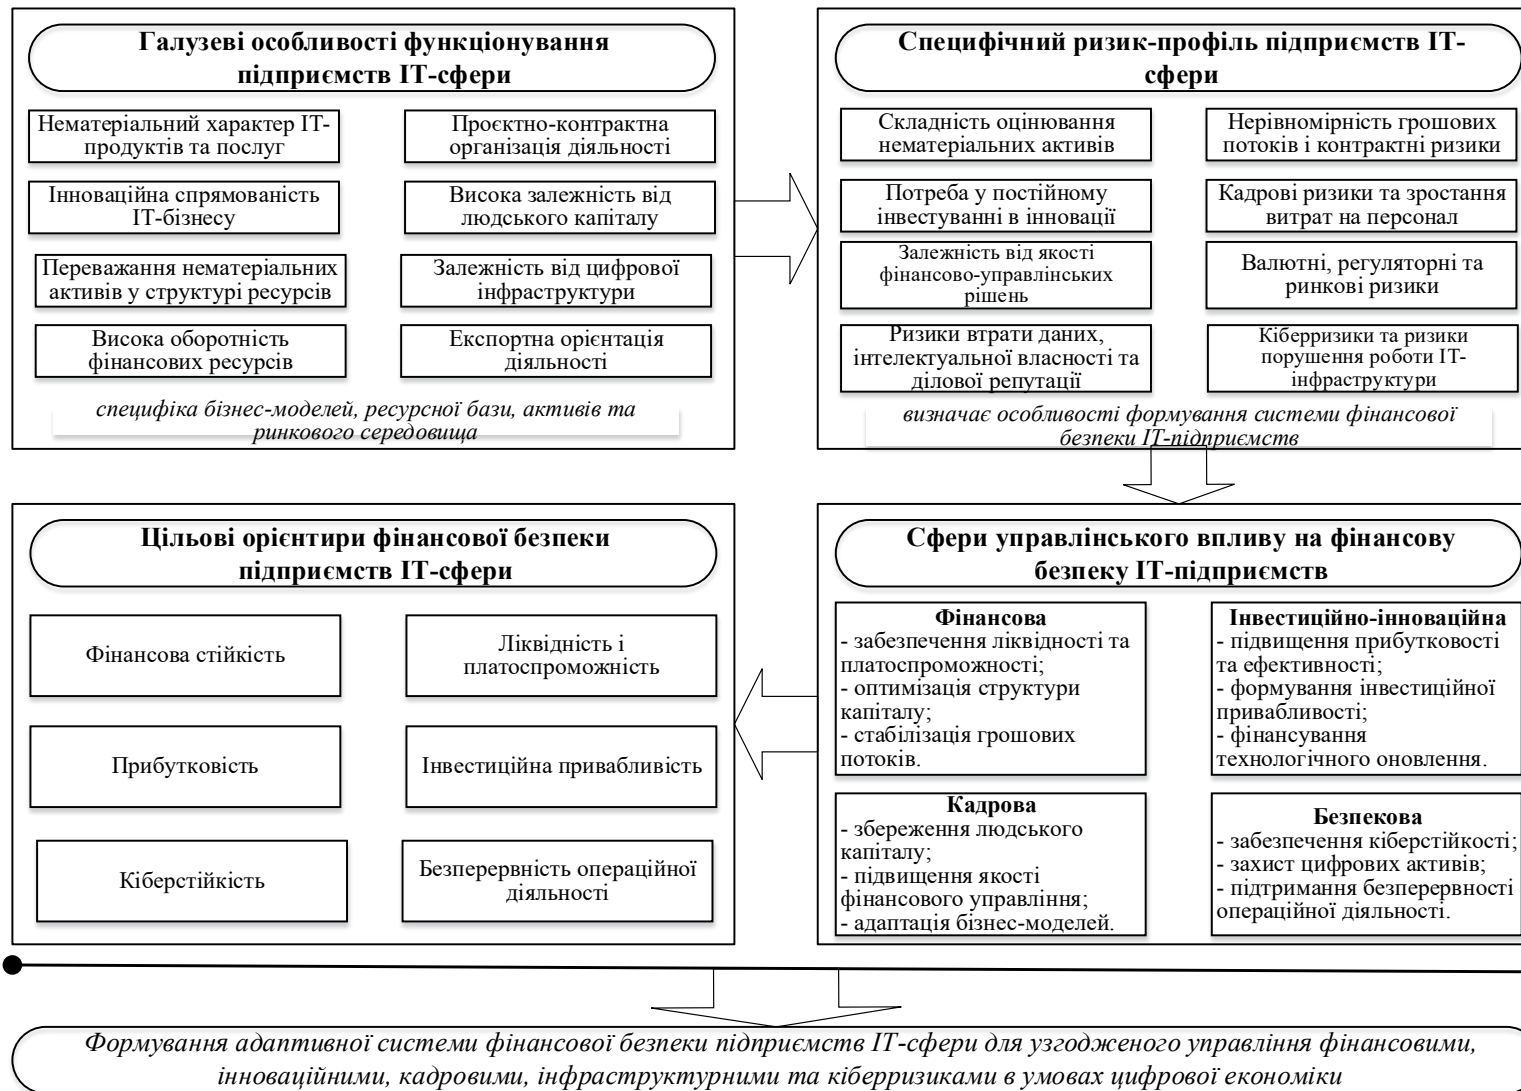 Галузеві особливості функціонування
підприємств ІТ-сфери
Нематеріальний характер ІТ-
продуктів та послуг
Проєктно-контрактна
організація діяльності
Інноваційна спрямованість
ІТ-бізнесу
Висока залежність від
людського капіталу
Переважання нематеріальних
активів у структурі ресурсів
Залежність від цифрової
інфраструктури
Висока оборотність
фінансових ресурсів
Експортна орієнтація
діяльності
специфіка бізнес-моделей, ресурсної бази, активів та
ринкового середовища
Специфічний ризик-профіль підприємств ІТ-
сфери
Складність оцінювання
нематеріальних активів
Нерівномірність грошових
потоків і контрактні ризики
Потреба у постійному
інвестуванні в інновації
Кадрові ризики та зростання
витрат на персонал
Залежність від якості
фінансово-управлінських
рішень
Валютні, регуляторні та
ринкові ризики
Ризики втрати даних,
інтелектуальної власності та
ділової репутації
Кіберризики та ризики
порушення роботи ІТ-
інфраструктури
визначає особливості формування системи фінансової
безпеки ІТ-підприємств
Сфери управлінського впливу на фінансову
безпеку ІТ-підприємств
Фінансова
- забезпечення ліквідності та
платоспроможності;
- оптимізація структури
капіталу;
- стабілізація грошових
потоків.
Інвестиційно-інноваційна
- підвищення прибутковості
та ефективності;
- формування інвестиційної
привабливості;
- фінансування
технологічного оновлення.
Кадрова
- збереження людського
капіталу;
- підвищення якості
фінансового управління;
- адаптація бізнес-моделей.
Безпекова
- забезпечення кіберстійкості;
- захист цифрових активів;
- підтримання безперервності
операційної діяльності.
Цільові орієнтири фінансової безпеки
підприємств ІТ-сфери
Фінансова стійкість
Ліквідність і
платоспроможність
Прибутковість
Інвестиційна привабливість
Кіберстійкість
Безперервність операційної
діяльності
Формування адаптивної системи фінансової безпеки підприємств ІТ-сфери для узгодженого управління фінансовими,
інноваційними, кадровими, інфраструктурними та кіберризиками в умовах цифрової економіки